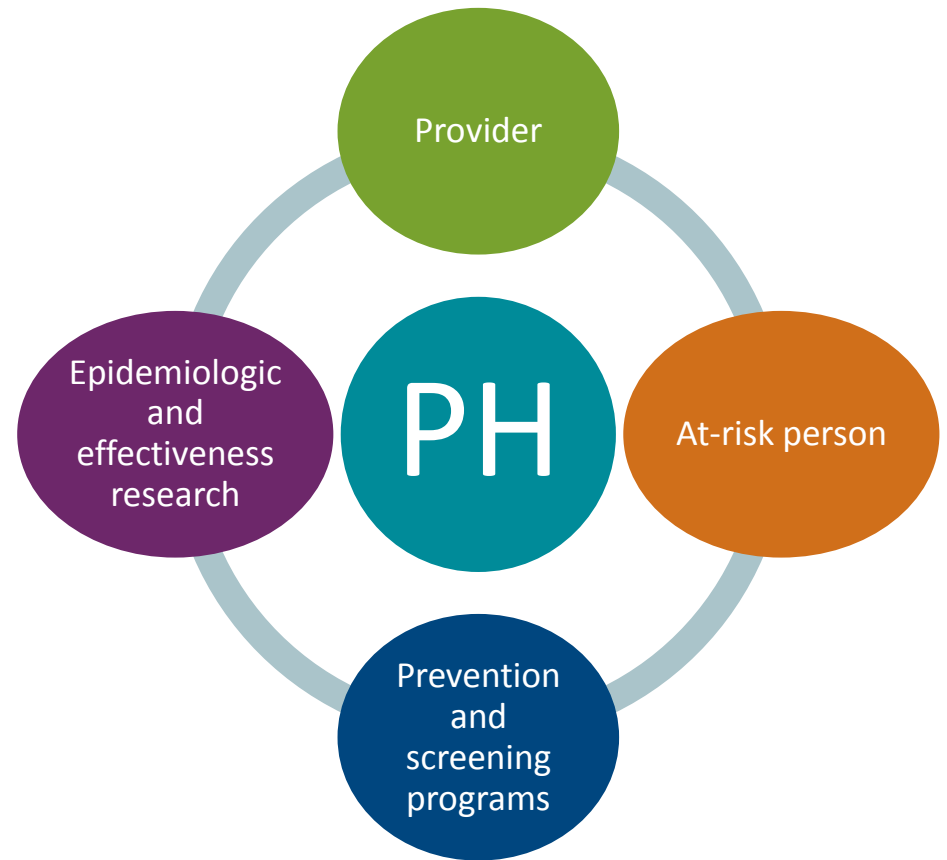 Provider
Epidemiologic
and
effectiveness
research
PH
At-risk person
Prevention
and
screening
programs